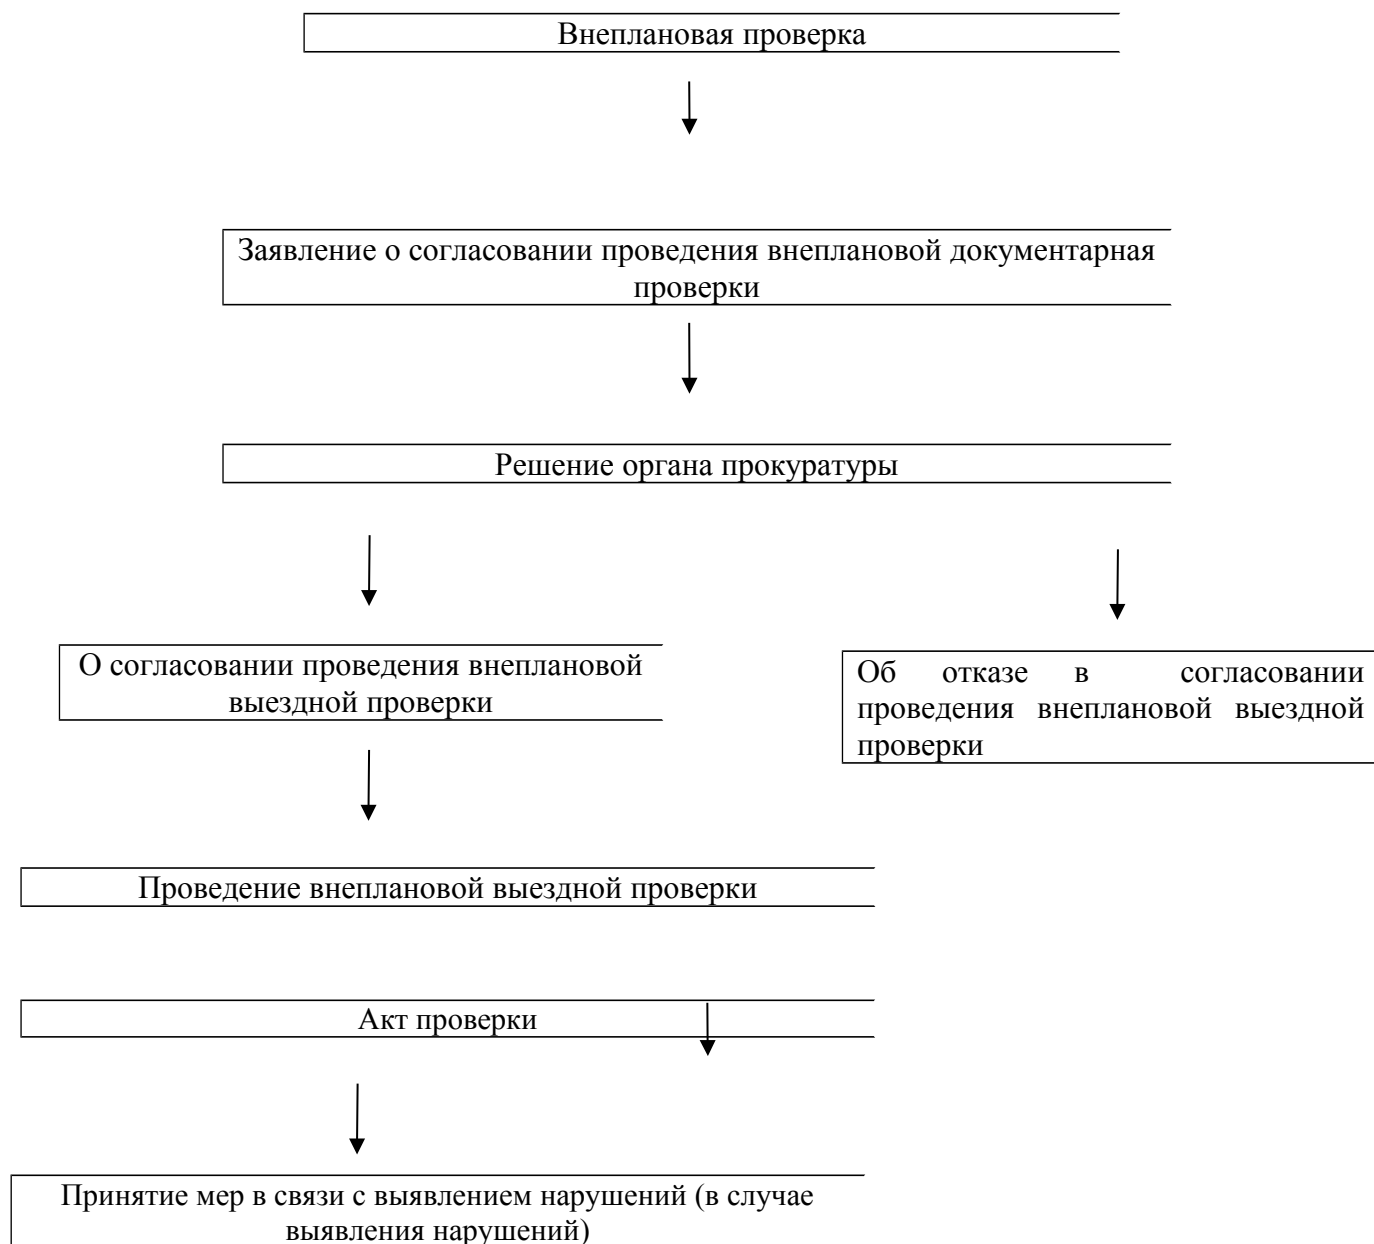 Внеплановая проверка
Заявление о согласовании проведения внеплановой документарная
проверки
Решение органа прокуратуры
О согласовании проведения внеплановой
выездной проверки
Об отказе в согласовании
проведения внеплановой выездной
проверки
Проведение внеплановой выездной проверки
Акт проверки
Принятие мер в связи с выявлением нарушений (в случае
выявления нарушений)